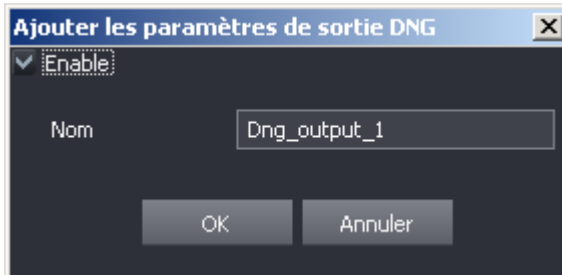 Ajouter les paramètres de sortie DNG
Enable
Nom
Dng_output_1
OK
Annuler